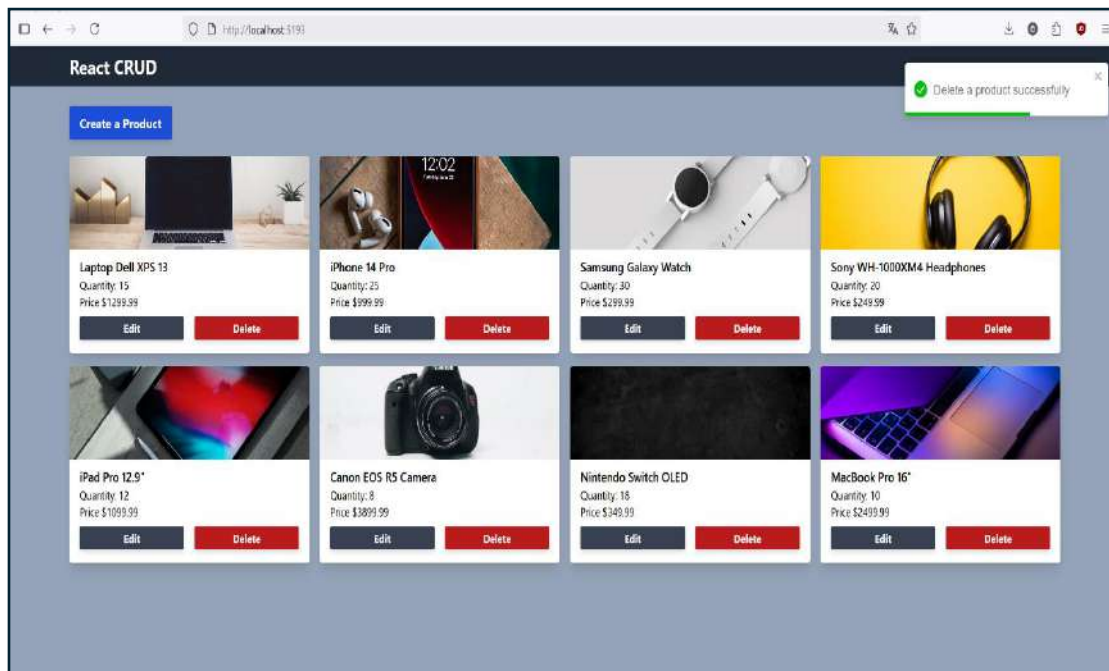 http://localhost:5193
React CRUD
Delete a product successfully
Create a Product
12:02
Laptop Dell XPS 13
Quantity: 15
Price $1299.99
Edit
Delete
iPhone 14 Pro
Quantity: 25
Price $999.99
Edit
Delete
Samsung Galaxy Watch
Quantity: 30
Price $299.99
Edit
Delete
Sony WH-1000XM4 Headphones
Quantity: 20
Price $249.99
Edit
Delete
iPad Pro 12.9"
Quantity: 12
Price $1099.99
Edit
Delete
Canon EOS R5 Camera
Quantity: 8
Price $3899.99
Edit
Delete
Nintendo Switch OLED
Quantity: 18
Price $349.99
Edit
Delete
MacBook Pro 16"
Quantity: 10
Price $2499.99
Edit
Delete